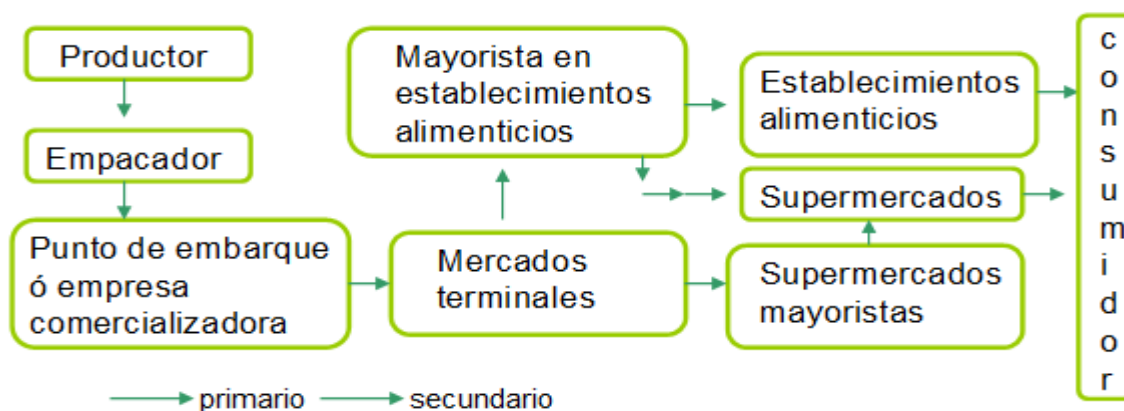 Productor
Empacador
Punto de embarque
ó empresa
comercializadora
Mayorista en
establecimientos
alimenticios
Mercados
terminales
Establecimientos
alimenticios
Supermercados
Supermercados
mayoristas
consumidor
primario
secundario